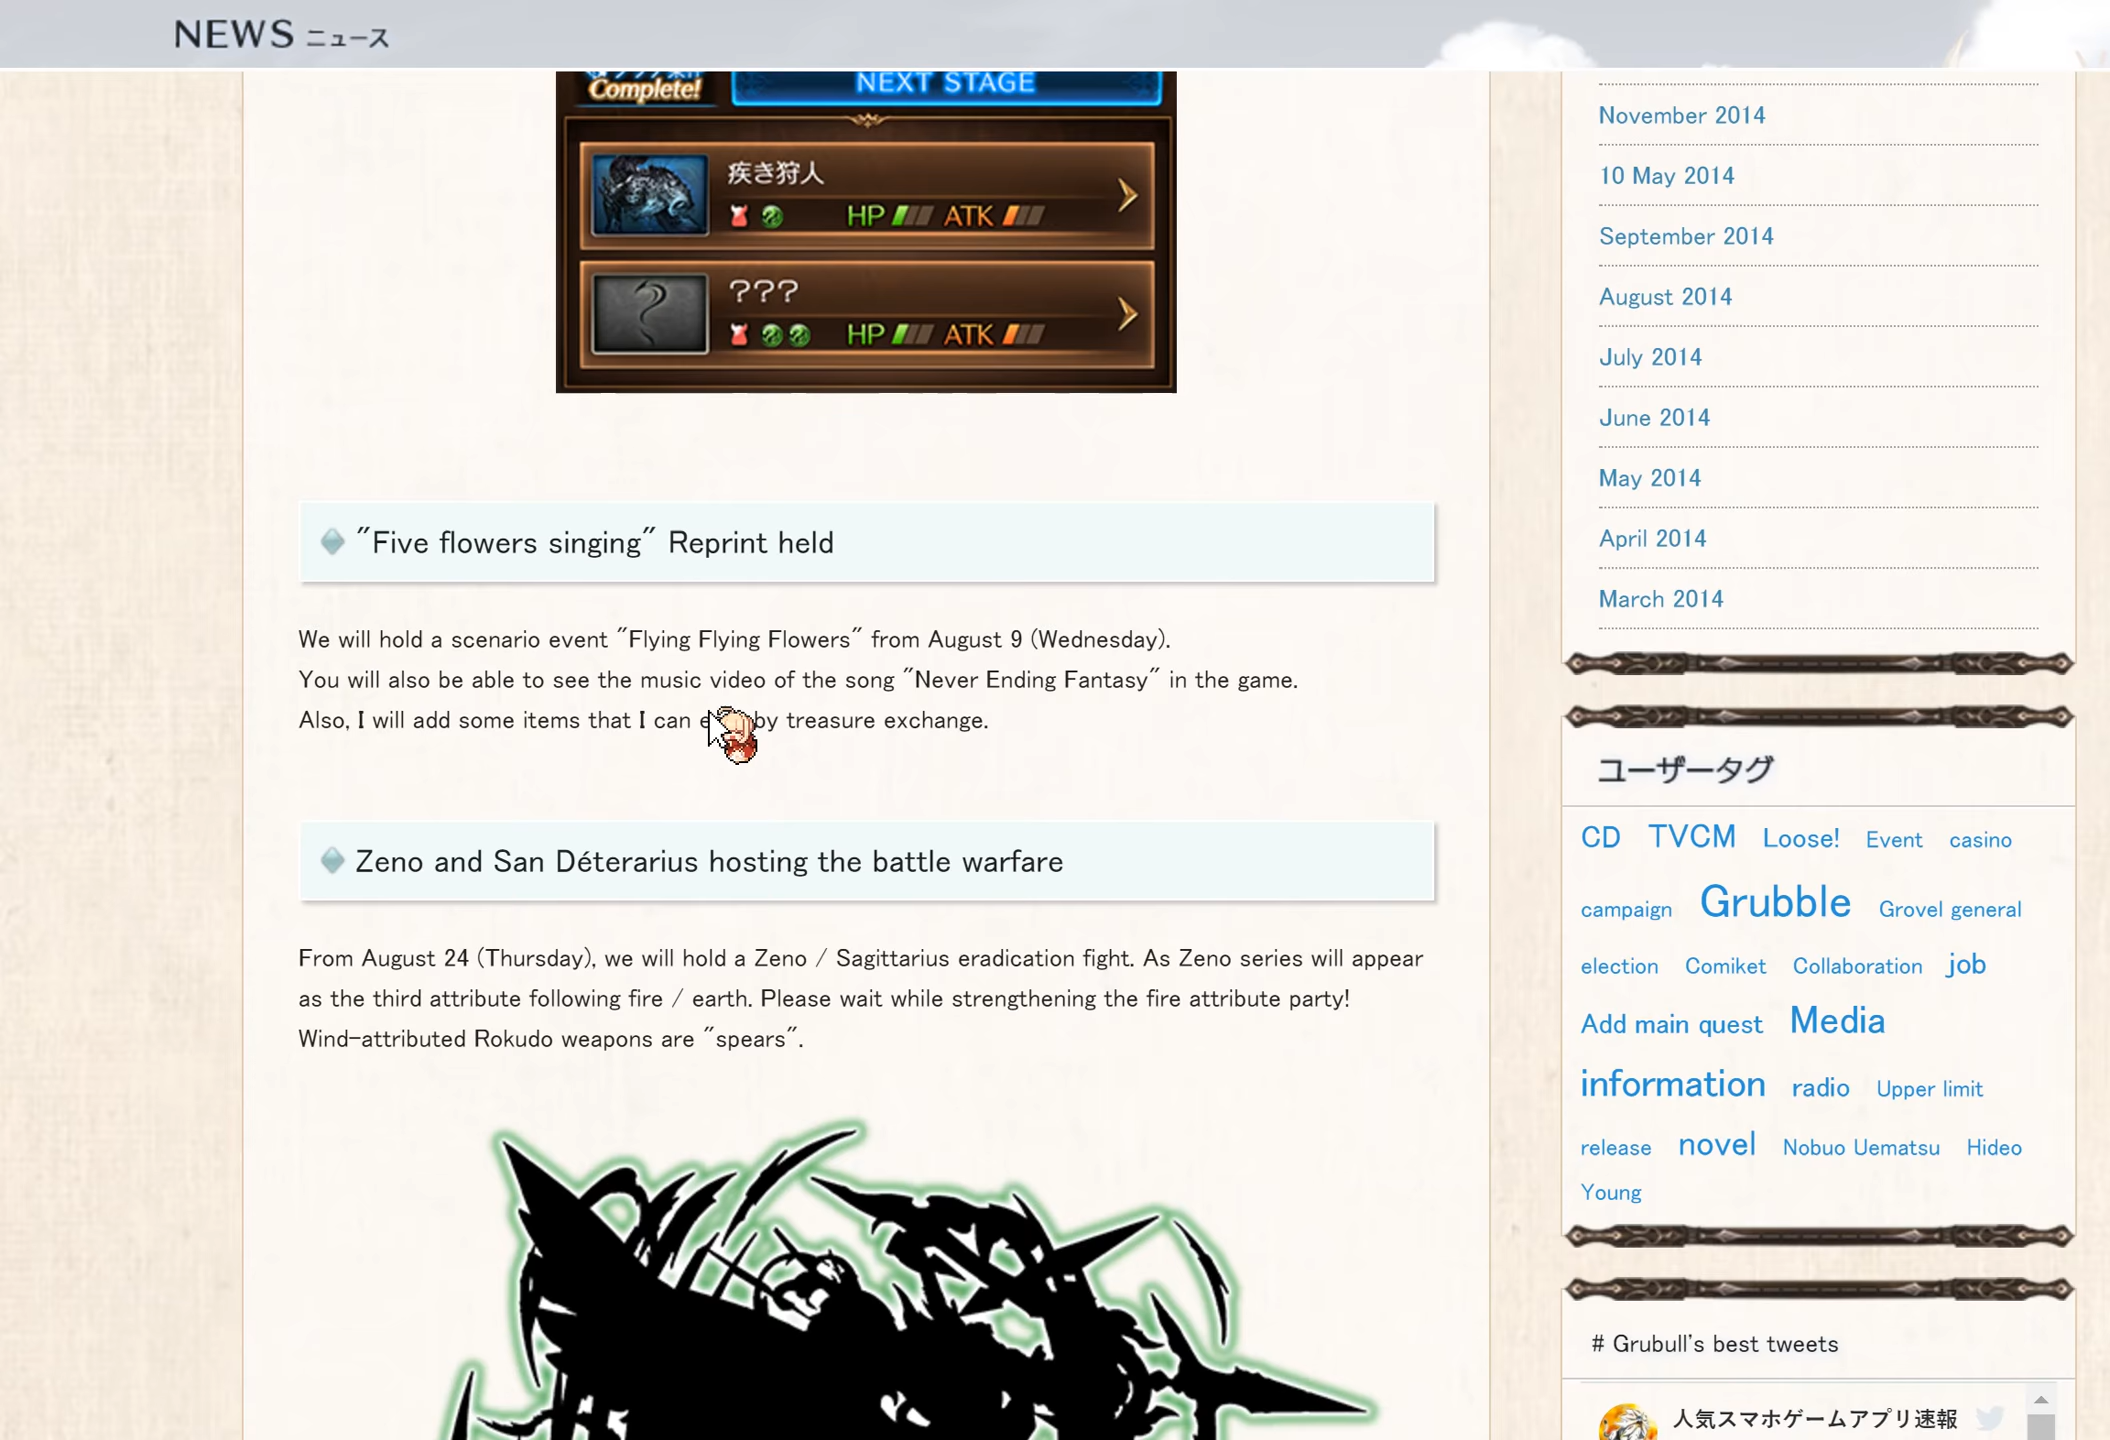 NEWS ニュース
Complete!
NEXT STAGE
疾き狩人
HP ATK
???
HP ATK
"Five flowers singing" Reprint held
We will hold a scenario event "Flying Flying Flowers" from August 9 (Wednesday).
You will also be able to see the music video of the song "Never Ending Fantasy" in the game.
Also, I will add some items that I can by treasure exchange.
Zeno and San Déterarius hosting the battle warfare
From August 24 (Thursday), we will hold a Zeno / Sagittarius eradication fight. As Zeno series will appear
as the third attribute following fire / earth. Please wait while strengthening the fire attribute party!
Wind-attributed Rokudo weapons are "spears".
November 2014
10 May 2014
September 2014
August 2014
July 2014
June 2014
May 2014
April 2014
March 2014
ユーザータグ
CD TVCM Loose! Event casino
campaign Grubble Grovel general
election Comiket Collaboration job
Add main quest Media
information radio Upper limit
release novel Nobuo Uematsu Hideo
Young
# Grubull's best tweets
人気スマホゲームアプリ速報